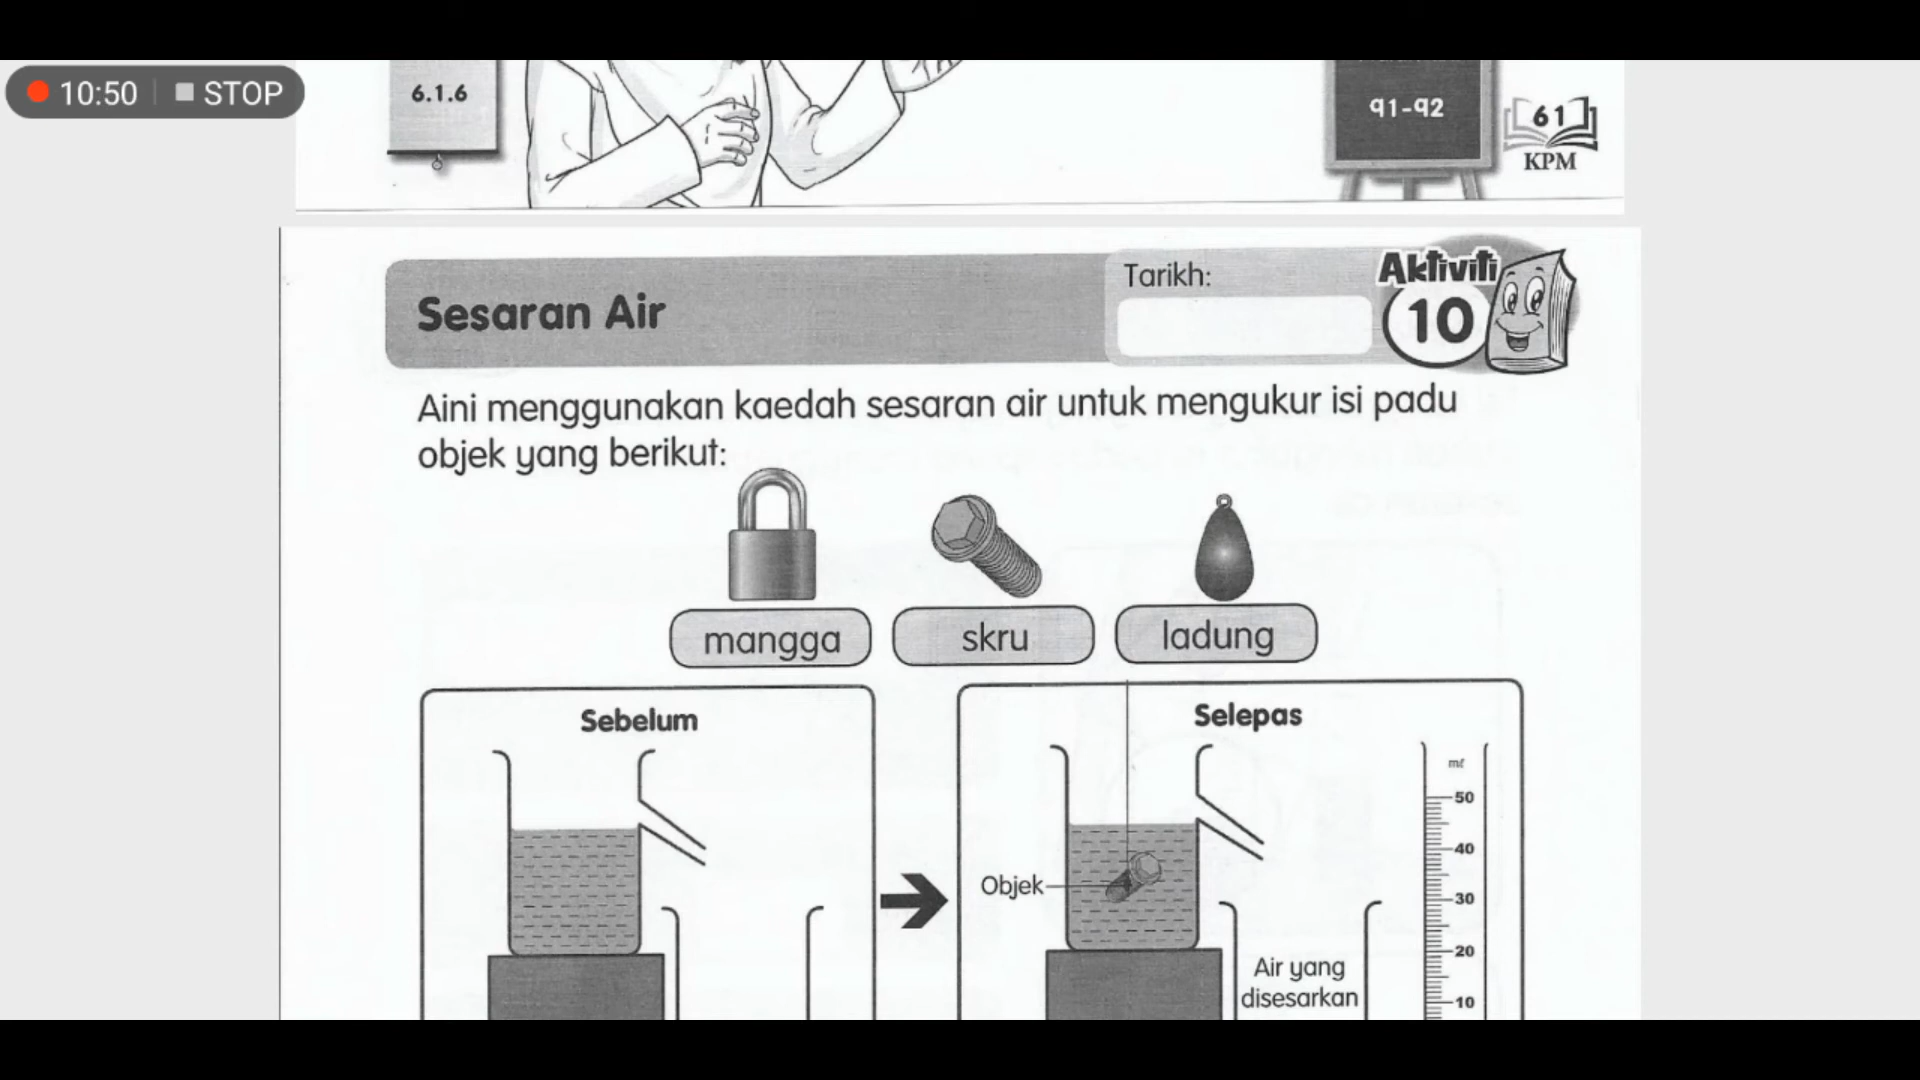 10:50 STOP
6.1.6
91-92
61
KPM
Sesaran Air
Tarikh:
Aktiviti
10
Aini menggunakan kaedah sesaran air untuk mengukur isi padu
objek yang berikut:
mangga
skru
ladung
Sebelum
Selepas
Objek
Air yang
disesarkan
mℓ
50
40
30
20
10